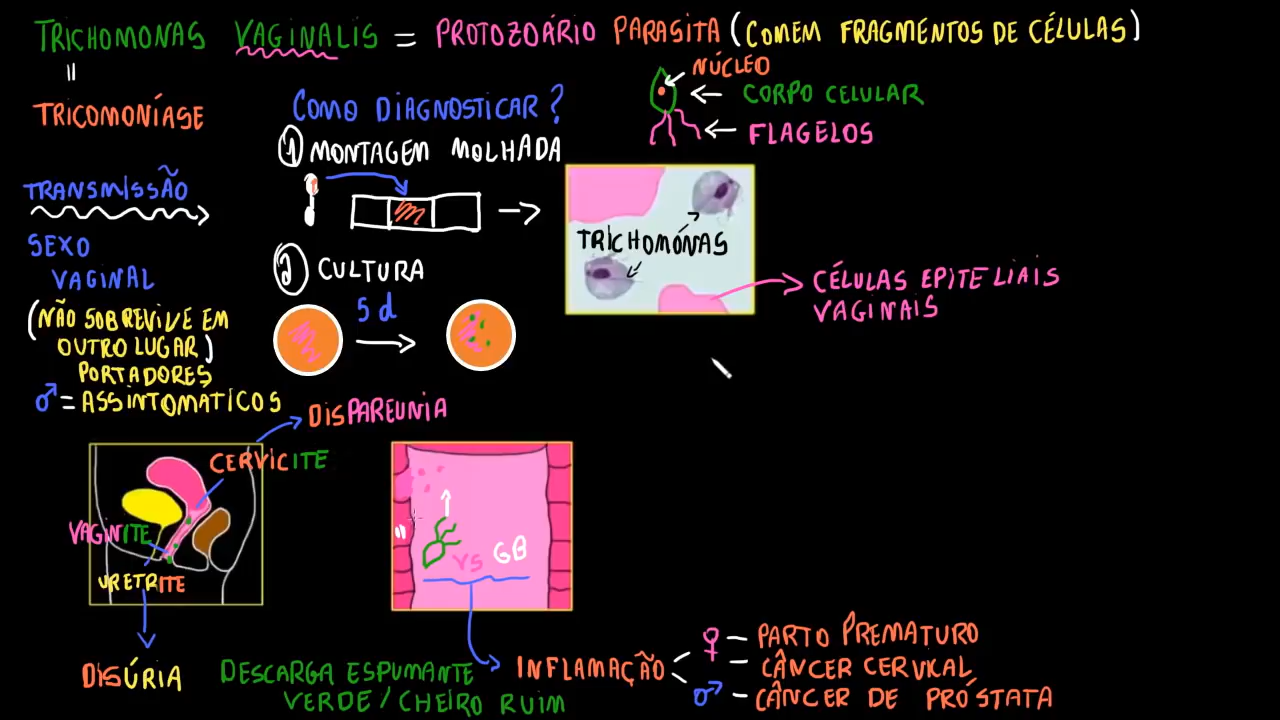 TRICHOMONAS VAGINALIS = PROTOZOÁRIO PARASITA (COMEM FRAGMENTOS DE CÉLULAS)
=
TRICOMONÍASE
NÚCLEO
CORPO CELULAR
FLAGELOS
COMO DIAGNOSTICAR?
1 MONTAGEM MOLHADA
TRICHOMÓNAS
CÉLULAS EPITELIAIS
VAGINAIS
2 CULTURA
5 d
TRANSMISSÃO
SEXO
VAGINAL
(NÃO SOBREVIVE EM
OUTRO LUGAR)
PORTADORES
♂ = ASSINTOMÁTICOS
DISPAREUNIA
CERVICITE
VAGINITE
URETRITE
DISÚRIA
VS GB
DESCARGA ESPUMANTE
VERDE/CHEIRO RUIM
INFLAMAÇÃO
♀ - PARTO PREMATURO
- CÂNCER CERVICAL
♂ - CÂNCER DE PRÓSTATA